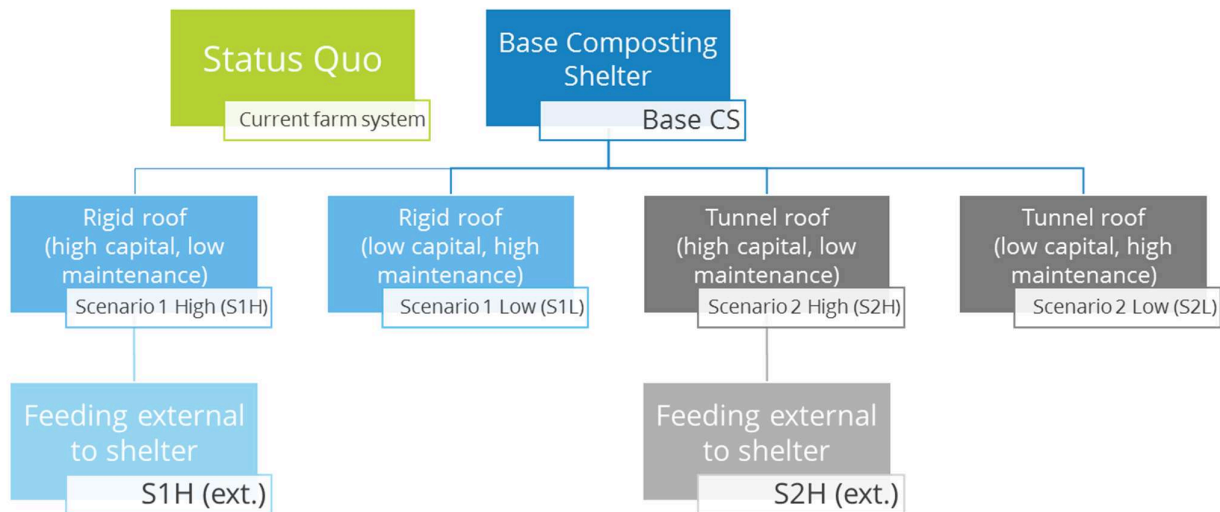 Status Quo
Current farm system
Base Composting
Shelter
Base CS
Rigid roof
(high capital, low
maintenance)
Scenario 1 High (S1H)
Rigid roof
(low capital, high
maintenance)
Scenario 1 Low (S1L)
Tunnel roof
(high capital, low
maintenance)
Scenario 2 High (S2H)
Tunnel roof
(low capital, high
maintenance)
Scenario 2 Low (S2L)
Feeding external
to shelter
S1H (ext.)
Feeding external
to shelter
S2H (ext.)